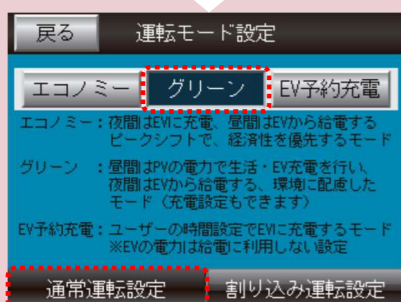 戻る 運転モード設定
エコノミー グリーン EV予約充電
エコノミー：夜間はEVに充電、昼間はEVから給電する
ピークシフトで、経済性を優先するモード
グリーン ：昼間はPVの電力で生活・EV充電を行い、
夜間はEVから給電する、環境に配慮した
モード（充電設定もできます）
EV予約充電：ユーザーの時間設定でEVに充電するモード
※EVの電力は給電に利用しない設定
通常運転設定 割り込み運転設定